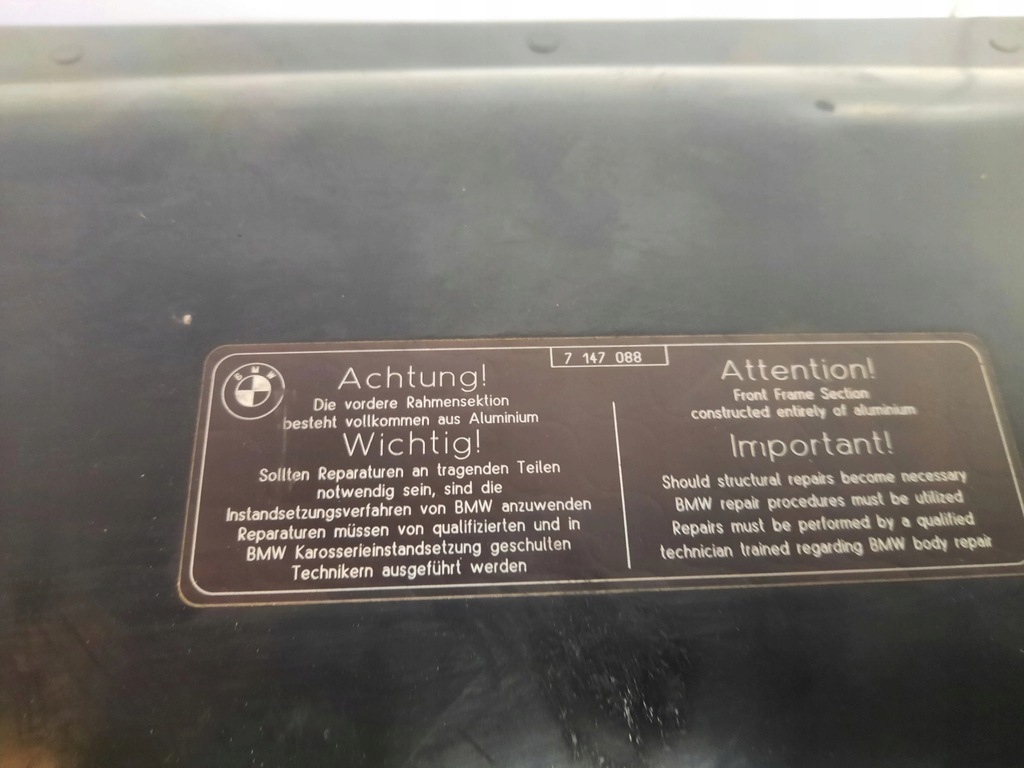 7 147 088
BMW
Achtung!
Die vordere Rahmensektion
besteht vollkommen aus Aluminium
Wichtig!
Sollten Reparaturen an tragenden Teilen
notwendig sein, sind die
Instandsetzungsverfahren von BMW anzuwenden
Reparaturen müssen von qualifizierten und in
BMW Karosserieinstandsetzung geschulten
Technikern ausgeführt werden
Attention!
Front Frame Section
constructed entirely of aluminium
Important!
Should structural repairs become necessary
BMW repair procedures must be utilized
Repairs must be performed by a qualified
technician trained regarding BMW body repair